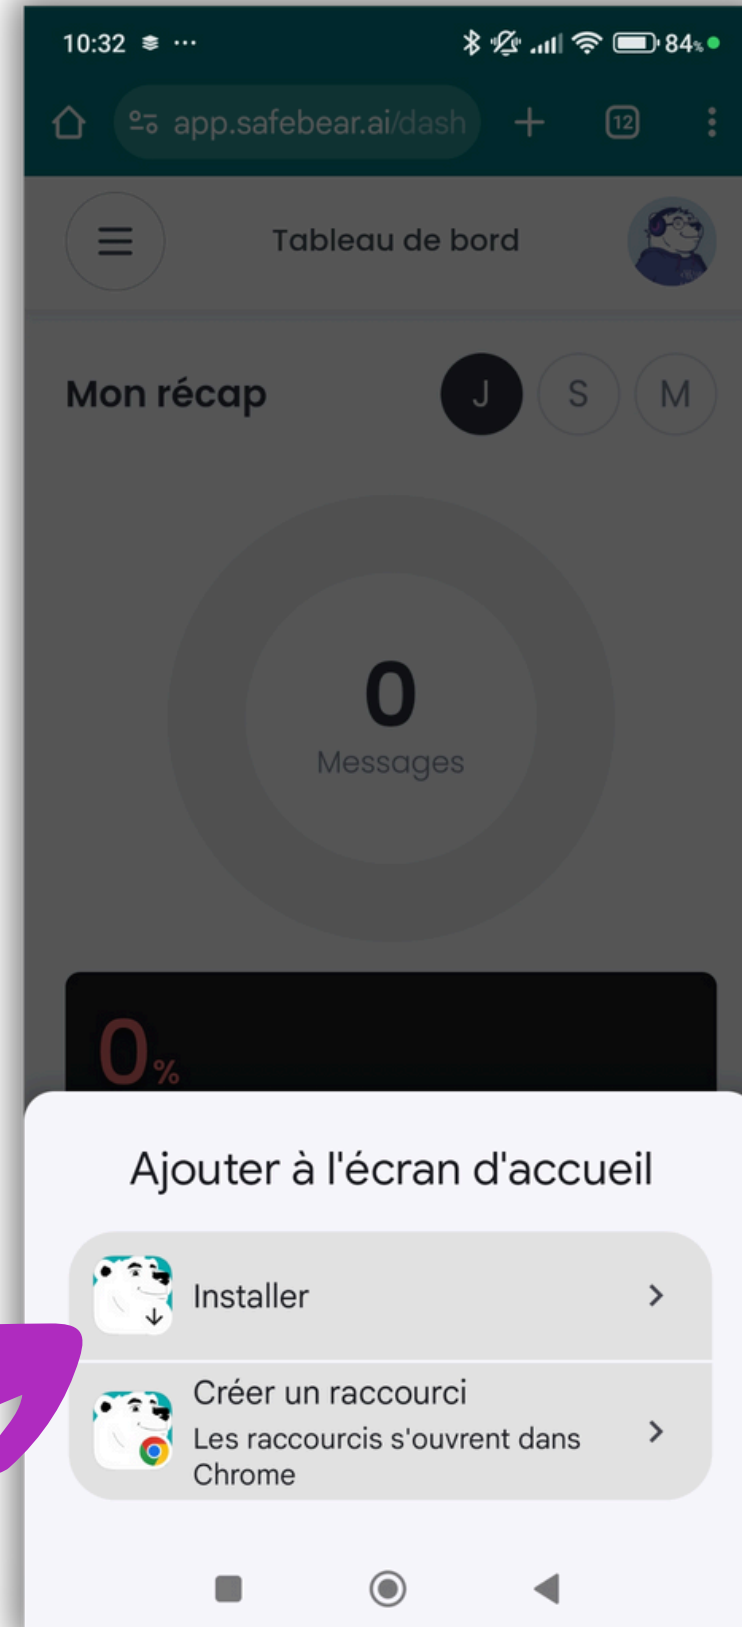 10:32
84%
app.safebear.ai/dash
12
Tableau de bord
Mon récap
J
S
M
0
Messages
0%
Ajouter à l'écran d'accueil
Installer
Créer un raccourci
Les raccourcis s'ouvrent dans
Chrome